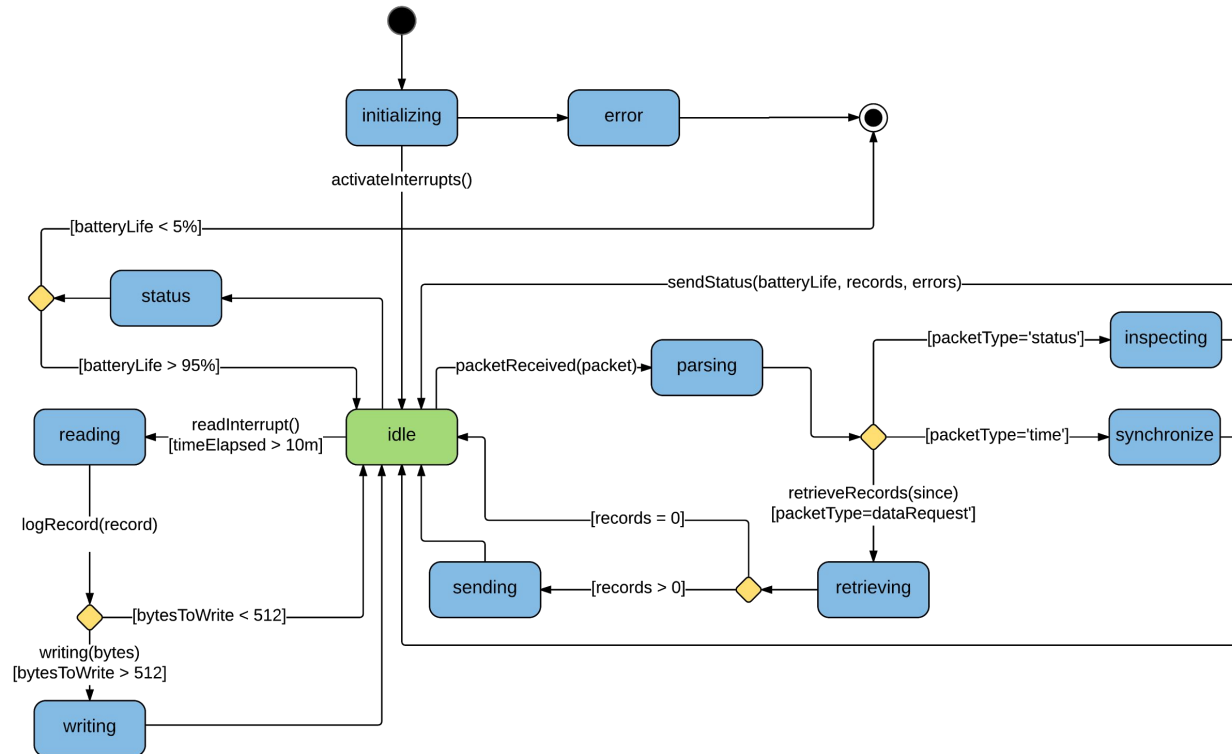 initializing
error
activateInterrupts()
[batteryLife < 5%]
status
sendStatus(batteryLife, records, errors)
[packetType='status']
inspecting
[batteryLife > 95%]
packetReceived(packet)
parsing
reading
readInterrupt()
[timeElapsed > 10m]
idle
[packetType='time']
synchronize
logRecord(record)
retrieveRecords(since)
[packetType=dataRequest']
[records = 0]
sending
[records > 0]
retrieving
[bytesToWrite < 512]
writing(bytes)
[bytesToWrite > 512]
writing